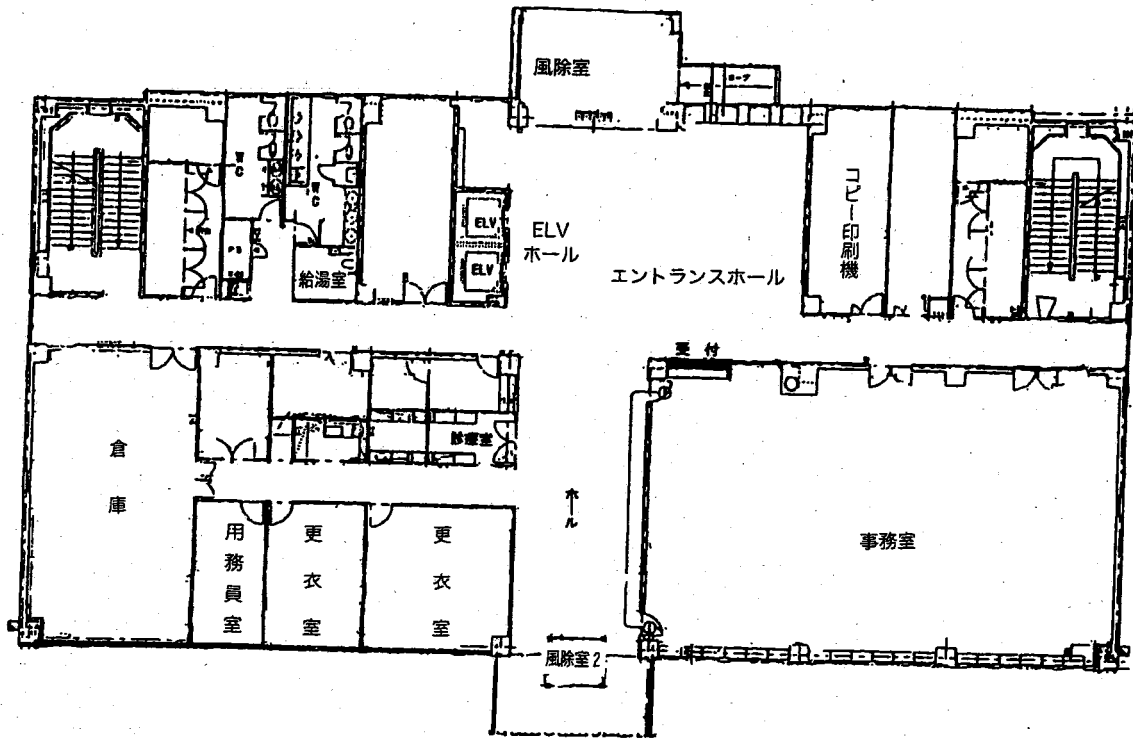 風除室
WC
WC
ELV
ELV
ELV
ホール
PS
給湯室
エントランスホール
コピー印刷機
受付
倉庫
診療室
ホール
用務員室
更衣室
更衣室
事務室
風除室2